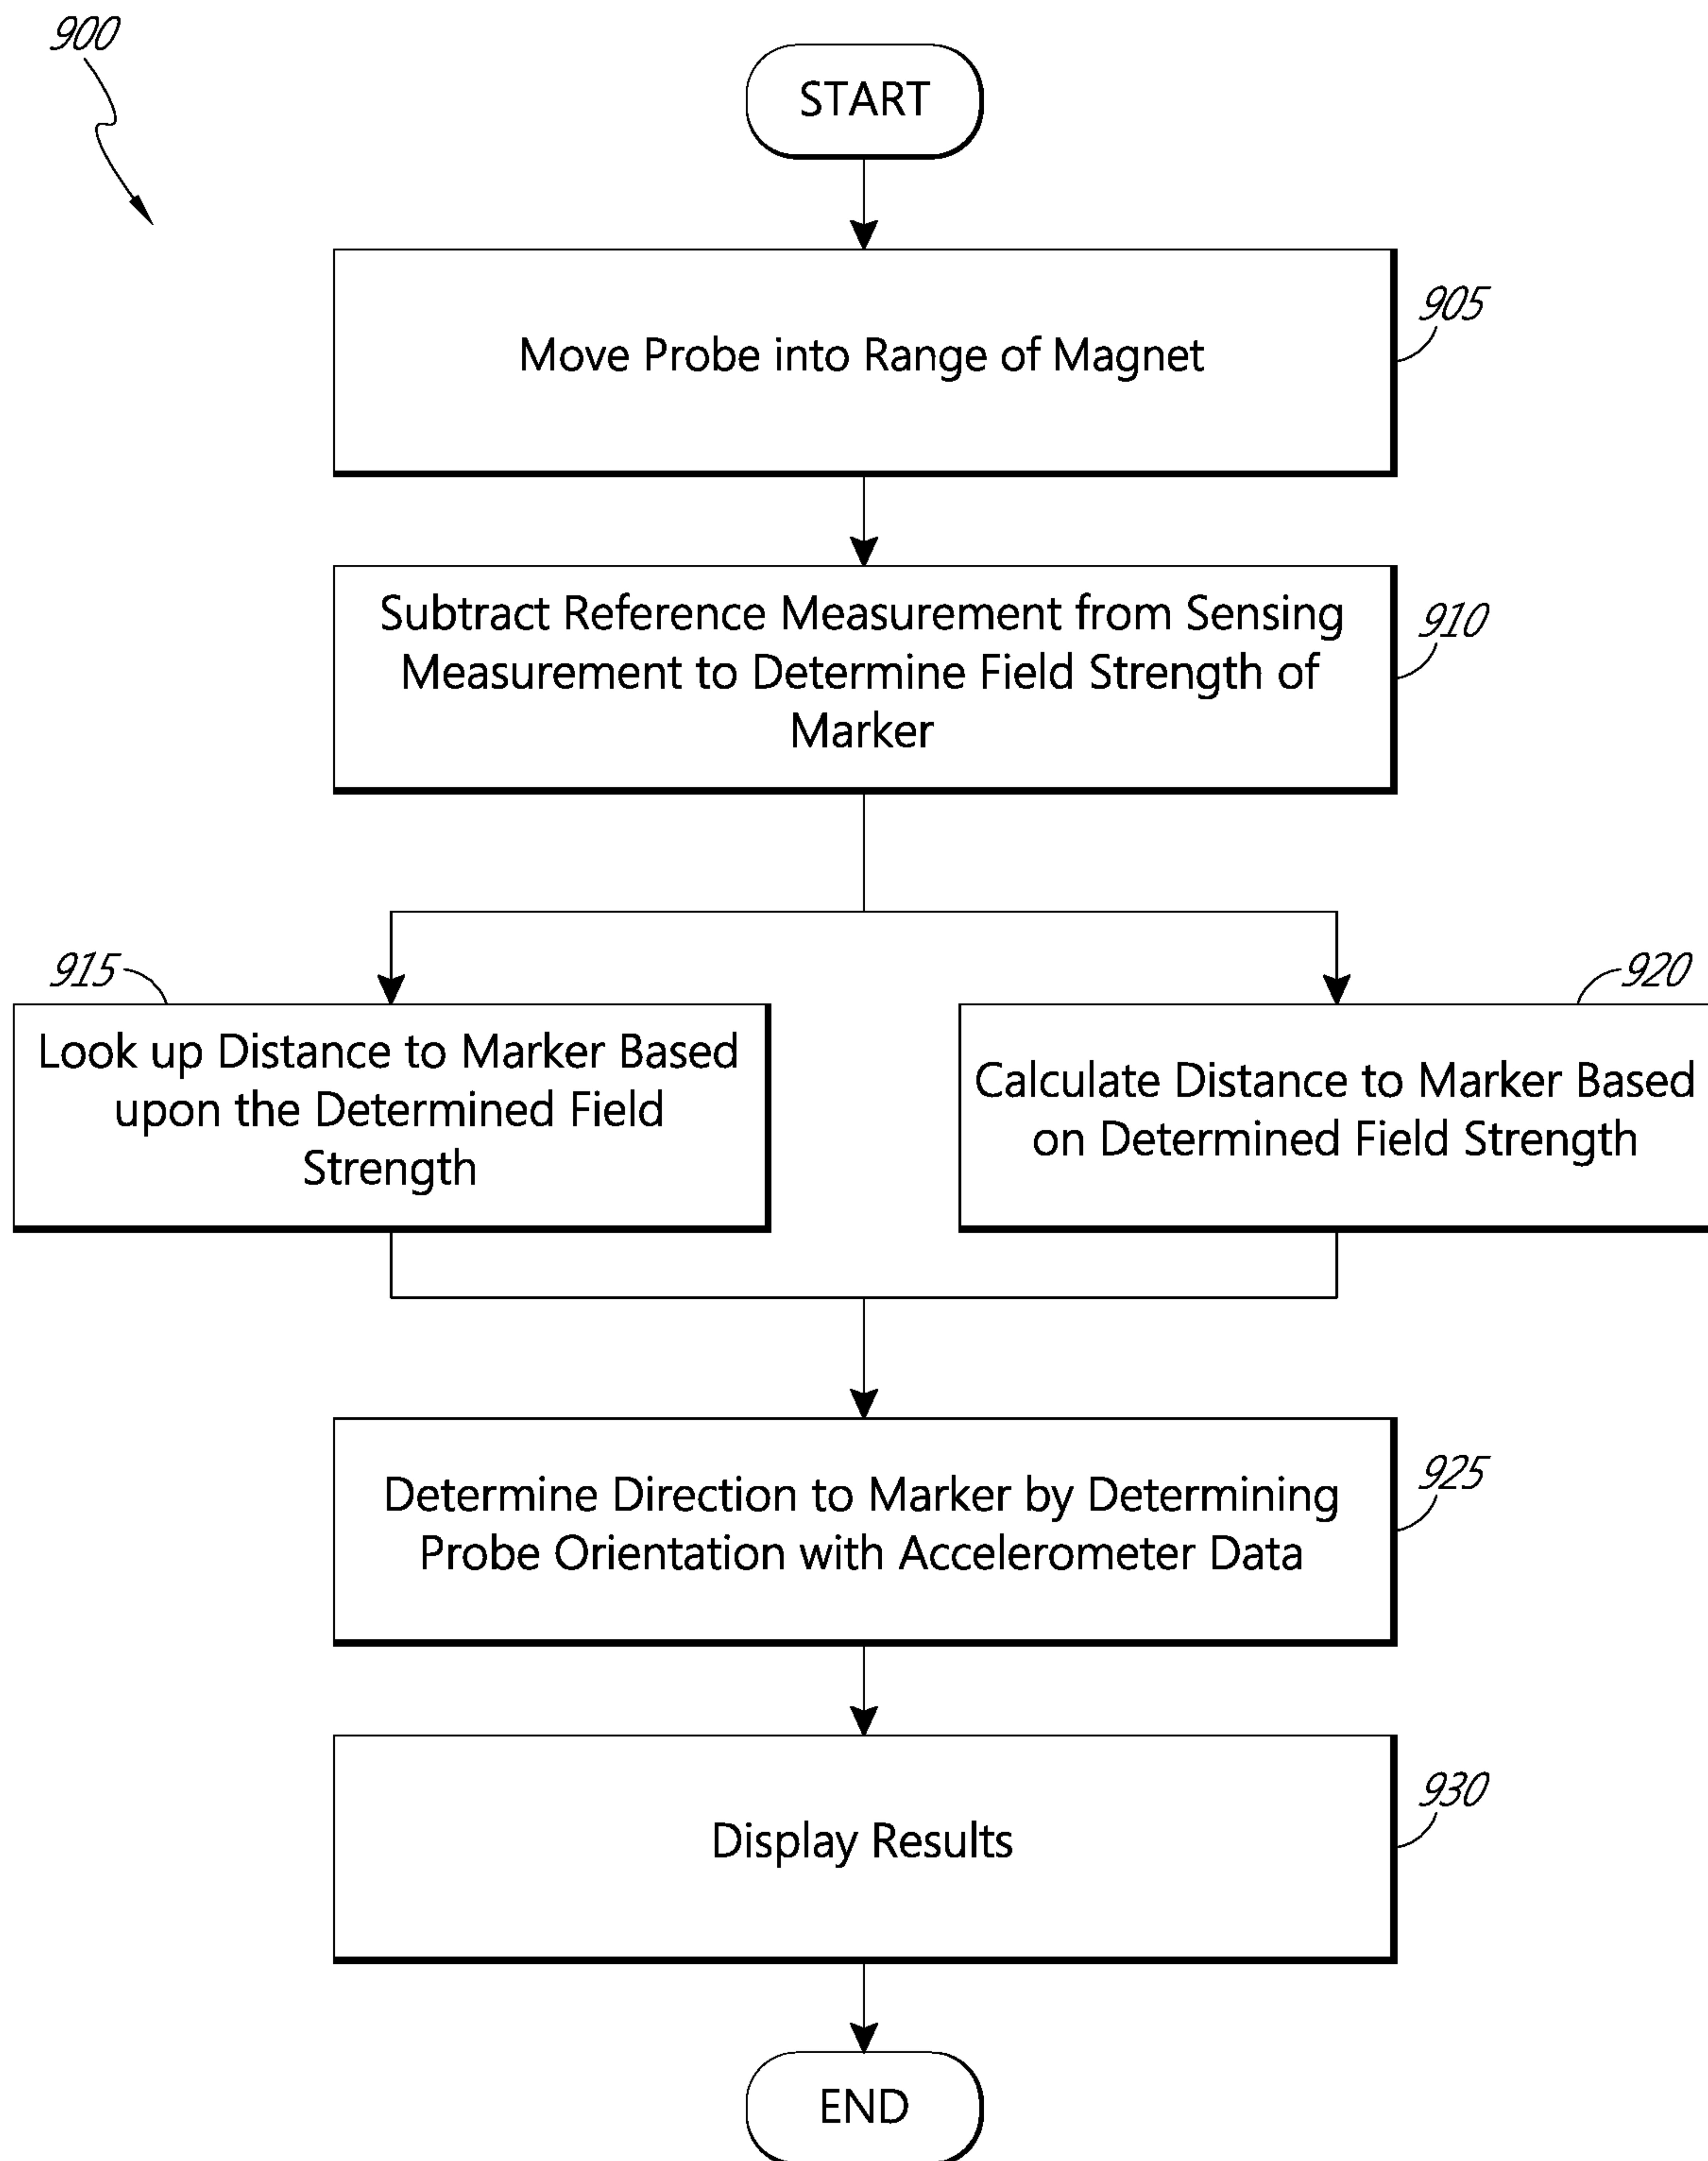 900
START
Move Probe into Range of Magnet
905
Subtract Reference Measurement from Sensing
Measurement to Determine Field Strength of
Marker
910
915
Look up Distance to Marker Based
upon the Determined Field
Strength
920
Calculate Distance to Marker Based
on Determined Field Strength
Determine Direction to Marker by Determining
Probe Orientation with Accelerometer Data
925
Display Results
930
END